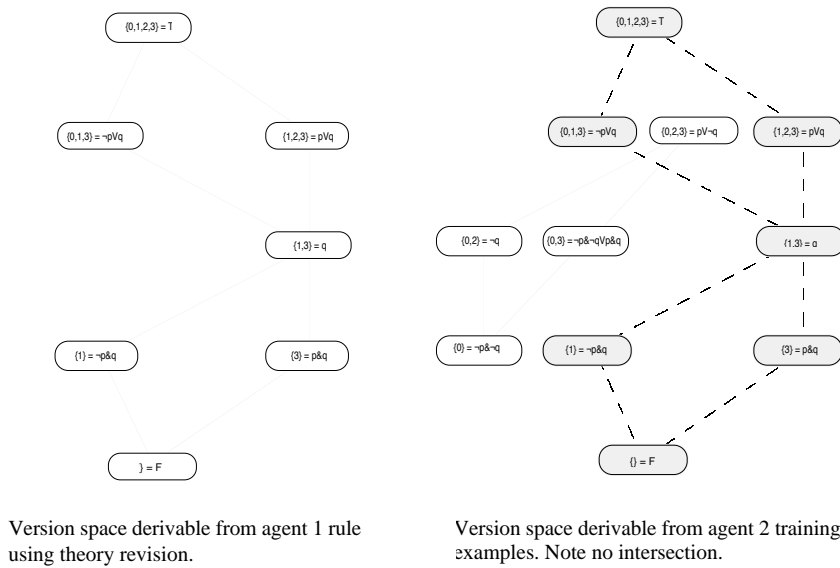 {0,1,2,3} = T
{0,1,3} = ¬pVq
{1,2,3} = pVq
{1,3} = q
{1} = ¬p&q
{3} = p&q
} = F
Version space derivable from agent 1 rule
using theory revision.
{0,1,2,3} = T
{0,1,3} = ¬pVq
{0,2,3} = pV¬q
{1,2,3} = pVq
{0,2} = ¬q
{0,3} = ¬p&¬qVp&q
{1,3} = q
{0} = ¬p&¬q
{1} = ¬p&q
{3} = p&q
{} = F
Version space derivable from agent 2 training
examples. Note no intersection.